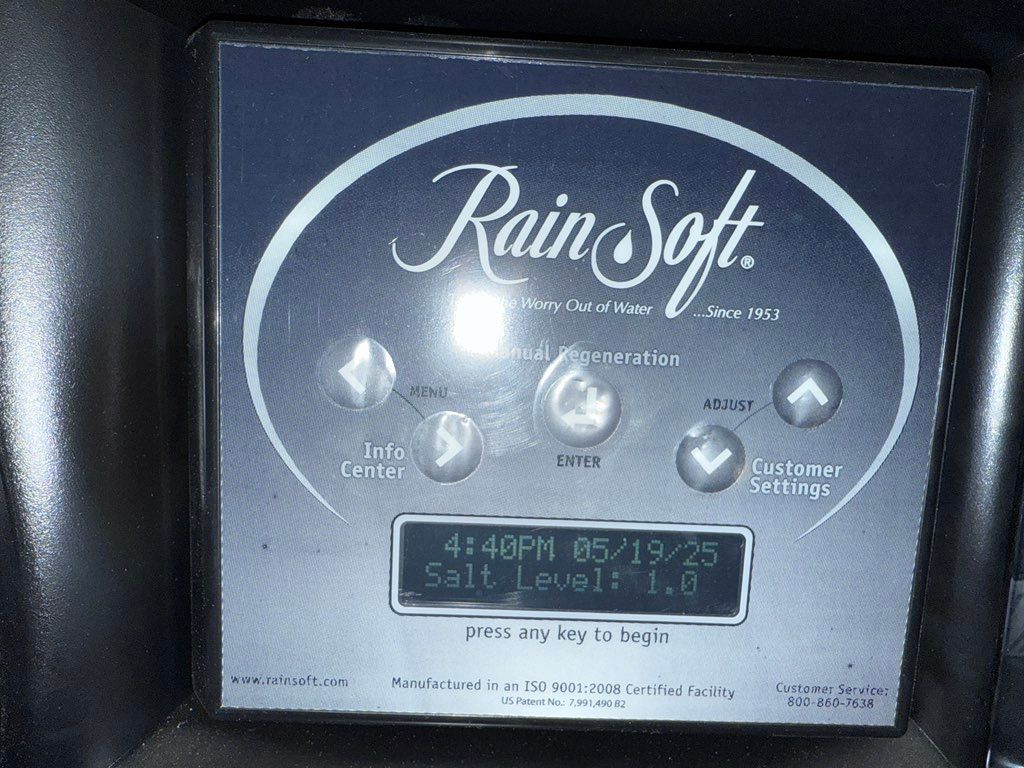 Rain Soft®
the Worry Out of Water ...Since 1953
Manual Regeneration
MENU
ADJUST
Info
Center
ENTER
Customer
Settings
4:40PM 05/19/25
Salt Level: 1.0
press any key to begin
www.rainsoft.com
Manufactured in an ISO 9001:2008 Certified Facility
US Patent No.: 7,991,490 B2
Customer Service:
800-860-7638